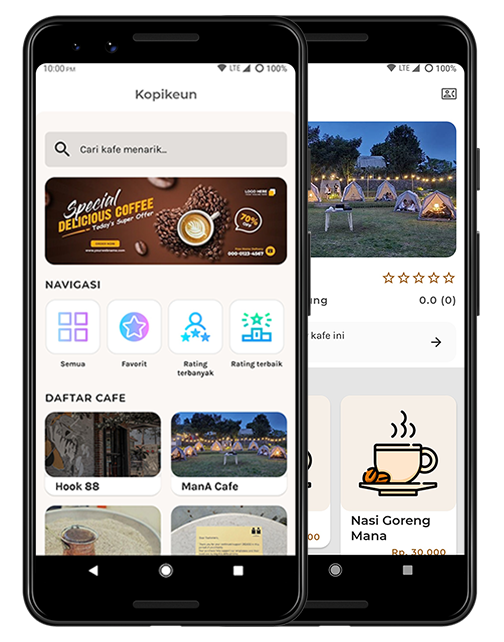 10:00 PM
LTE
100%
Kopikeun
Cari kafe menarik...
Special
DELICIOUS COFFEE
Today's Super Offer
LOGO HERE
70%
OFF
ORDER NOW
000-0123-4567
NAVIGASI
Semua
Favorit
Rating
terbanyak
Rating terbaik
DAFTAR CAFE
Hook 88
ManA Cafe
LTE
100%
ung
0.0 (0)
kafe ini
00
Nasi Goreng
Mana
Rp. 30.000